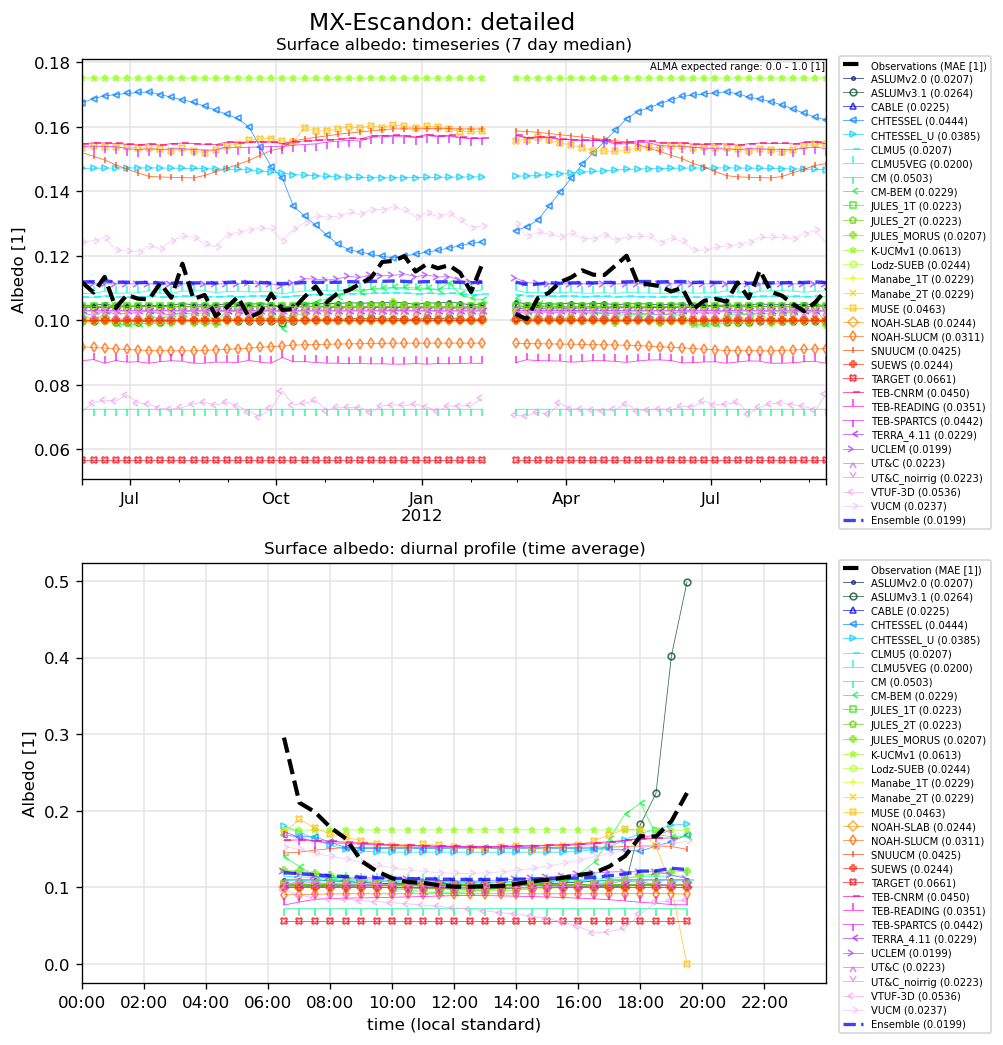 MX-Escandon: detailed
Surface albedo: timeseries (7 day median)
ALMA expected range: 0.0 - 1.0 [1]
0.18
0.16
0.14
0.12
0.10
0.08
0.06
Albedo [1]
Jul
Oct
Jan
Apr
Jul
2012
Observations (MAE [1])
ASLUMv2.0 (0.0207)
ASLUMv3.1 (0.0264)
CABLE (0.0225)
CHTESSEL (0.0444)
CHTESSEL_U (0.0385)
CLMU5 (0.0207)
CLMU5VEG (0.0200)
CM (0.0503)
CM-BEM (0.0229)
JULES_1T (0.0223)
JULES_2T (0.0223)
JULES_MORUS (0.0207)
K-UCMv1 (0.0613)
Lodz-SUEB (0.0244)
Manabe_1T (0.0229)
Manabe_2T (0.0229)
MUSE (0.0463)
NOAH-SLAB (0.0244)
NOAH-SLUCM (0.0311)
SNUUCM (0.0425)
SUEWS (0.0244)
TARGET (0.0661)
TEB-CNRM (0.0450)
TEB-READING (0.0351)
TEB-SPARTCS (0.0442)
TERRA_4.11 (0.0229)
UCLEM (0.0199)
UT&C (0.0223)
UT&C_noirrig (0.0223)
VTUF-3D (0.0536)
VUCM (0.0237)
Ensemble (0.0199)
Surface albedo: diurnal profile (time average)
0.5
0.4
0.3
0.2
0.1
0.0
Albedo [1]
00:00
02:00
04:00
06:00
08:00
10:00
12:00
14:00
16:00
18:00
20:00
22:00
time (local standard)
Observation (MAE [1])
ASLUMv2.0 (0.0207)
ASLUMv3.1 (0.0264)
CABLE (0.0225)
CHTESSEL (0.0444)
CHTESSEL_U (0.0385)
CLMU5 (0.0207)
CLMU5VEG (0.0200)
CM (0.0503)
CM-BEM (0.0229)
JULES_1T (0.0223)
JULES_2T (0.0223)
JULES_MORUS (0.0207)
K-UCMv1 (0.0613)
Lodz-SUEB (0.0244)
Manabe_1T (0.0229)
Manabe_2T (0.0229)
MUSE (0.0463)
NOAH-SLAB (0.0244)
NOAH-SLUCM (0.0311)
SNUUCM (0.0425)
SUEWS (0.0244)
TARGET (0.0661)
TEB-CNRM (0.0450)
TEB-READING (0.0351)
TEB-SPARTCS (0.0442)
TERRA_4.11 (0.0229)
UCLEM (0.0199)
UT&C (0.0223)
UT&C_noirrig (0.0223)
VTUF-3D (0.0536)
VUCM (0.0237)
Ensemble (0.0199)